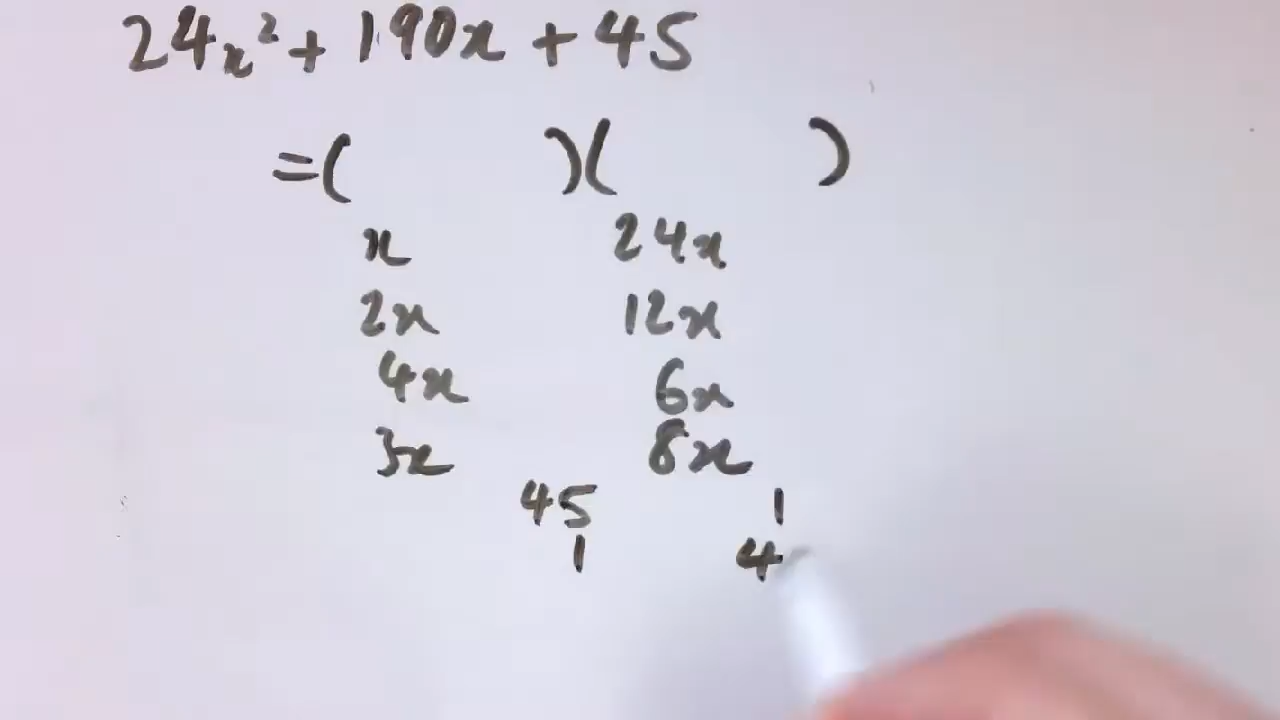 24x² + 190x + 45
= ( )( )
x 24x
2x 12x
4x 6x
3x 8x
45 1
1 4